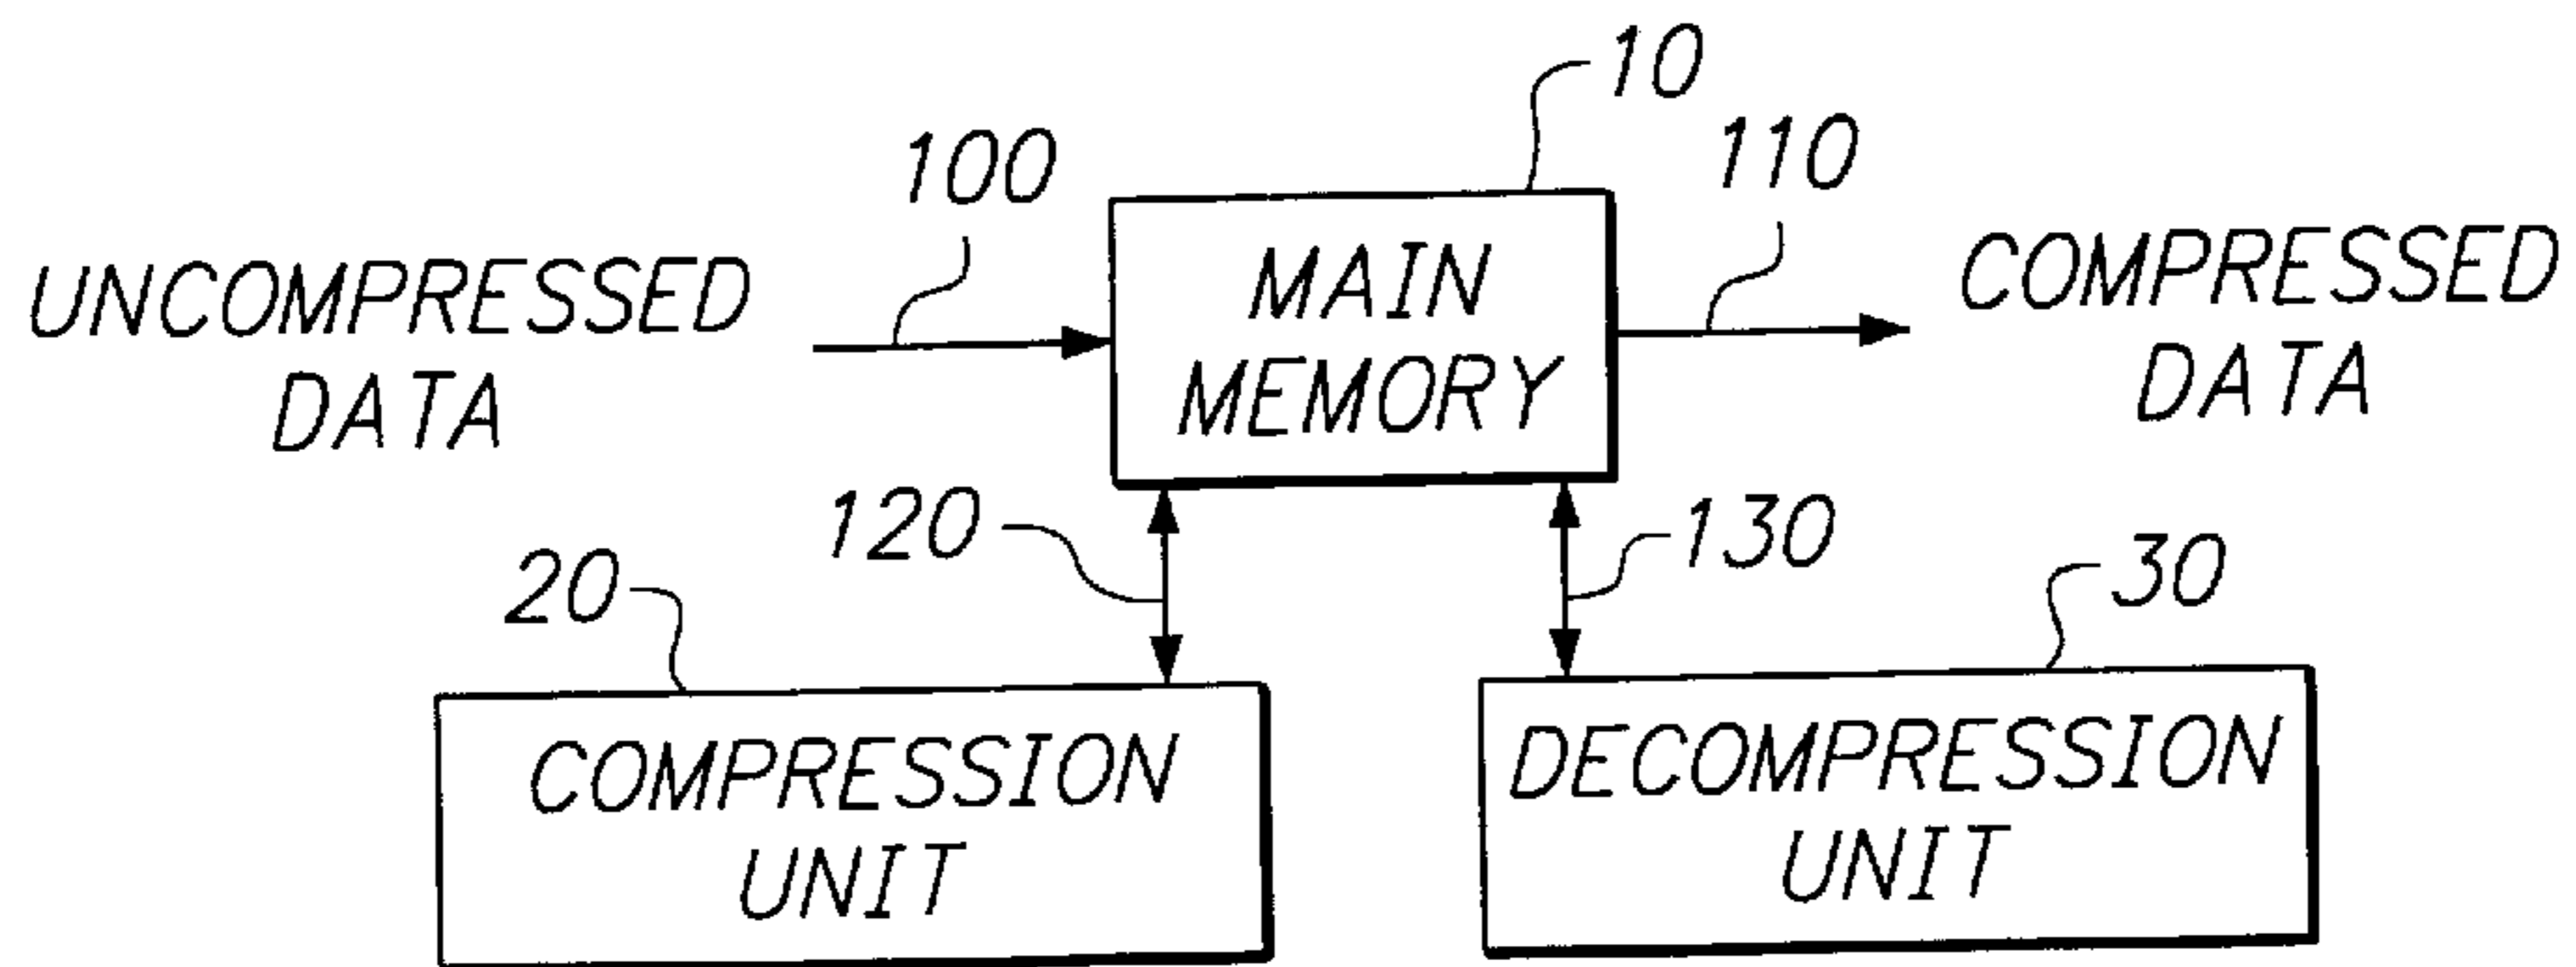 10
100
110
UNCOMPRESSED
DATA
MAIN
MEMORY
COMPRESSED
DATA
120
130
20
30
COMPRESSION
UNIT
DECOMPRESSION
UNIT